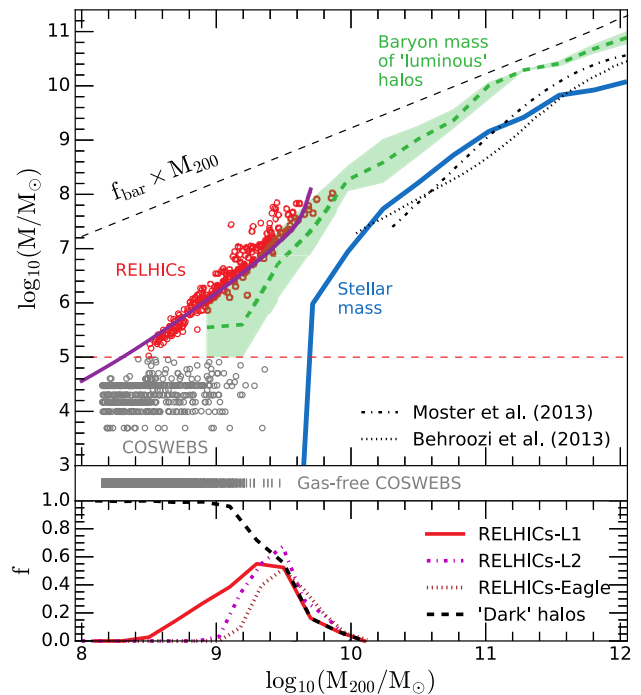 11
10
9
8
7
6
5
4
3
log₁₀(M/M⊙)
Baryon mass
of 'luminous'
halos
f_bar × M₂₀₀
RELHICs
Stellar
mass
COSWEBS
Moster et al. (2013)
Behroozi et al. (2013)
Gas-free COSWEBS
1.0
0.8
0.6
0.4
0.2
0.0
f
RELHICs-L1
RELHICs-L2
RELHICs-Eagle
'Dark' halos
8
9
10
11
12
log₁₀(M₂₀₀/M⊙)